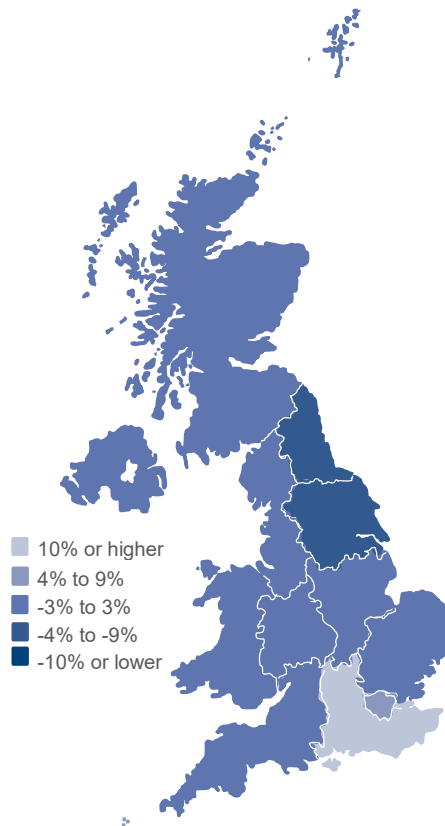 10% or higher
4% to 9%
-3% to 3%
-4% to -9%
-10% or lower